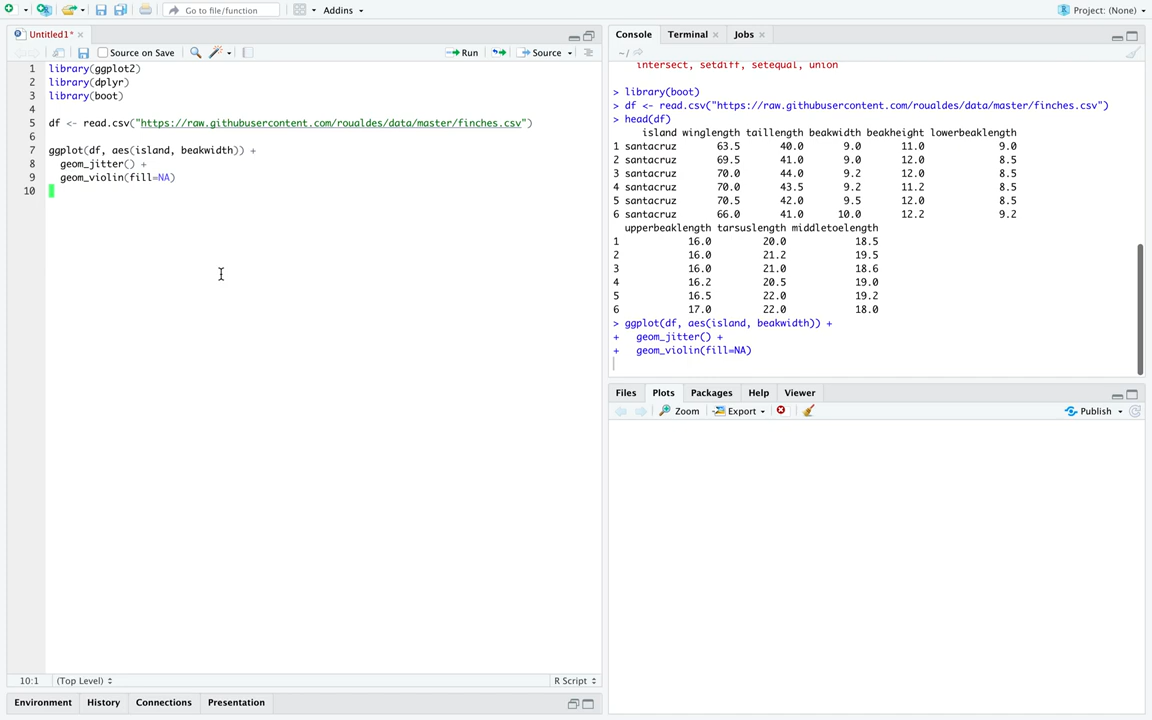 Go to file/function
Addins
Project: (None)
Untitled1*
Source on Save
Run
Source
1 library(ggplot2)
2 library(dplyr)
3 library(boot)
4
5 df <- read.csv("https://raw.githubusercontent.com/roualdes/data/master/finches.csv")
6
7 ggplot(df, aes(island, beakwidth)) +
8 geom_jitter() +
9 geom_violin(fill=NA)
10
10:1 (Top Level) R Script
Environment History Connections Presentation
Console Terminal Jobs
~/
intersect, setdiff, setequal, union
> library(boot)
> df <- read.csv("https://raw.githubusercontent.com/roualdes/data/master/finches.csv")
> head(df)
island winglength taillength beakwidth beakheight lowerbeaklength
1 santacruz 63.5 40.0 9.0 11.0 9.0
2 santacruz 69.5 41.0 9.0 12.0 8.5
3 santacruz 70.0 44.0 9.2 12.0 8.5
4 santacruz 70.0 43.5 9.2 11.2 8.5
5 santacruz 70.5 42.0 9.5 12.0 8.5
6 santacruz 66.0 41.0 10.0 12.2 9.2
upperbeaklength tarsuslength middletoelength
1 16.0 20.0 18.5
2 16.0 21.2 19.5
3 16.0 21.0 18.6
4 16.2 20.5 19.0
5 16.5 22.0 19.2
6 17.0 22.0 18.0
> ggplot(df, aes(island, beakwidth)) +
+ geom_jitter() +
+ geom_violin(fill=NA)
Files Plots Packages Help Viewer
Zoom Export Publish